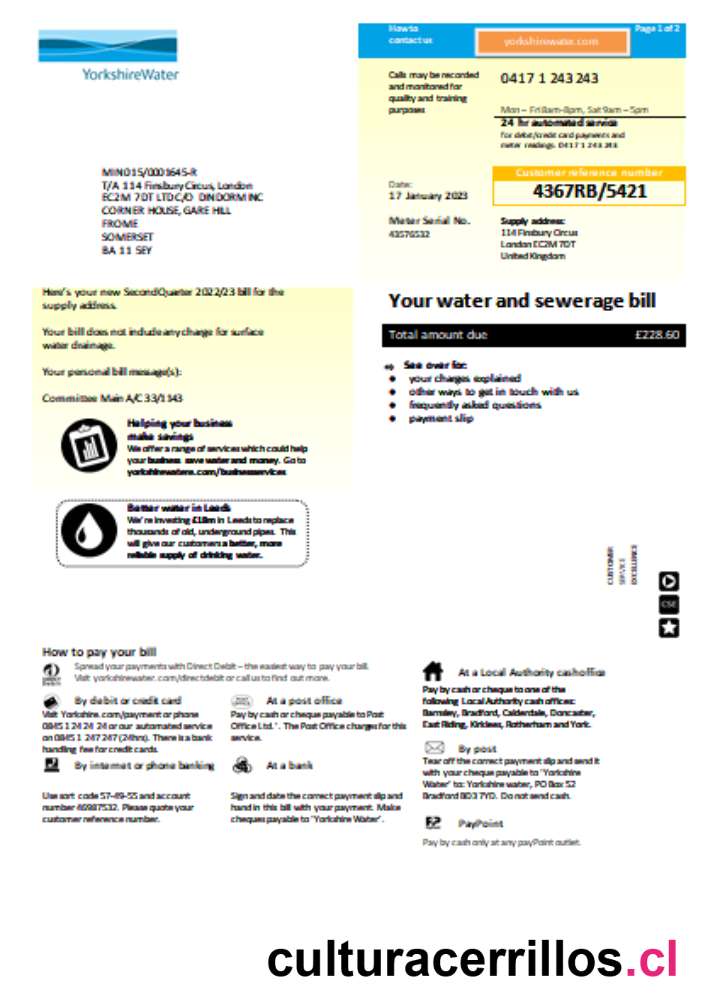 YorkshireWater
How to
contact us
yorkshirewater.com
Page 1 of 2
Calls may be recorded
and monitored for
quality and training
purposes
0417 1 243 243
Mon – Fri 8am-8pm, Sat 9am – 5pm
24 hr automated service
for debit/credit card payments and
meter readings. 0417 1 243 243
Customer reference number
4367RB/5421
Date:
17 January 2023
Meter Serial No.
43576532
Supply address:
114 Finsbury Circus
London EC2M 7DT
United Kingdom
MIN015/0001645-R
T/A 114 Finsbury Circus, London
EC2M 7DT LTDC/O DINDORM INC
CORNER HOUSE, GARE HILL
FROME
SOMERSET
BA 11 5EY
Here's your new Second Quarter 2022/23 bill for the
supply address.
Your bill does not include any charge for surface
water drainage.
Your personal bill message(s):
Committee Main A/C 33/1143
Helping your business
make savings
We offer a range of services which could help
your business save water and money. Go to
yorkshirewatere.com/businesservices
Better water in Leeds
We're investing £18m in Leeds to replace
thousands of old, underground pipes. This
will give our customers a better, more
reliable supply of drinking water.
Your water and sewerage bill
Total amount due £228.60
See over for:
your charges explained
other ways to get in touch with us
frequently asked questions
payment slip
CUSTOMER
SERVICE
EXCELLENCE
CSE
How to pay your bill
Spread your payments with Direct Debit – the easiest way to pay your bill.
Visit yorkshirewater.com/directdebit or call us to find out more.
By debit or credit card
Visit Yorkshire.com/payment or phone
0845 1 24 24 24 or our automated service
on 0845 1 247 247 (24hrs). There is a bank
handling fee for credit cards.
By internet or phone banking
Use sort code 57-49-55 and account
number 46987532. Please quote your
customer reference number.
At a post office
Pay by cash or cheque payable to Post
Office Ltd.'. The Post Office charges for this
service.
At a bank
Sign and date the correct payment slip and
hand in this bill with your payment. Make
cheques payable to 'Yorkshire Water'.
At a Local Authority cash office
Pay by cash or cheque to one of the
following Local Authority cash offices:
Barnsley, Bradford, Calderdale, Doncaster,
East Riding, Kirklees, Rotherham and York.
By post
Tear off the correct payment slip and send it
with your cheque payable to 'Yorkshire
Water' to: Yorkshire water, PO Box 52
Bradford BD3 7YD. Do not send cash.
PayPoint
Pay by cash only at any payPoint outlet.
culturacerrillos.cl